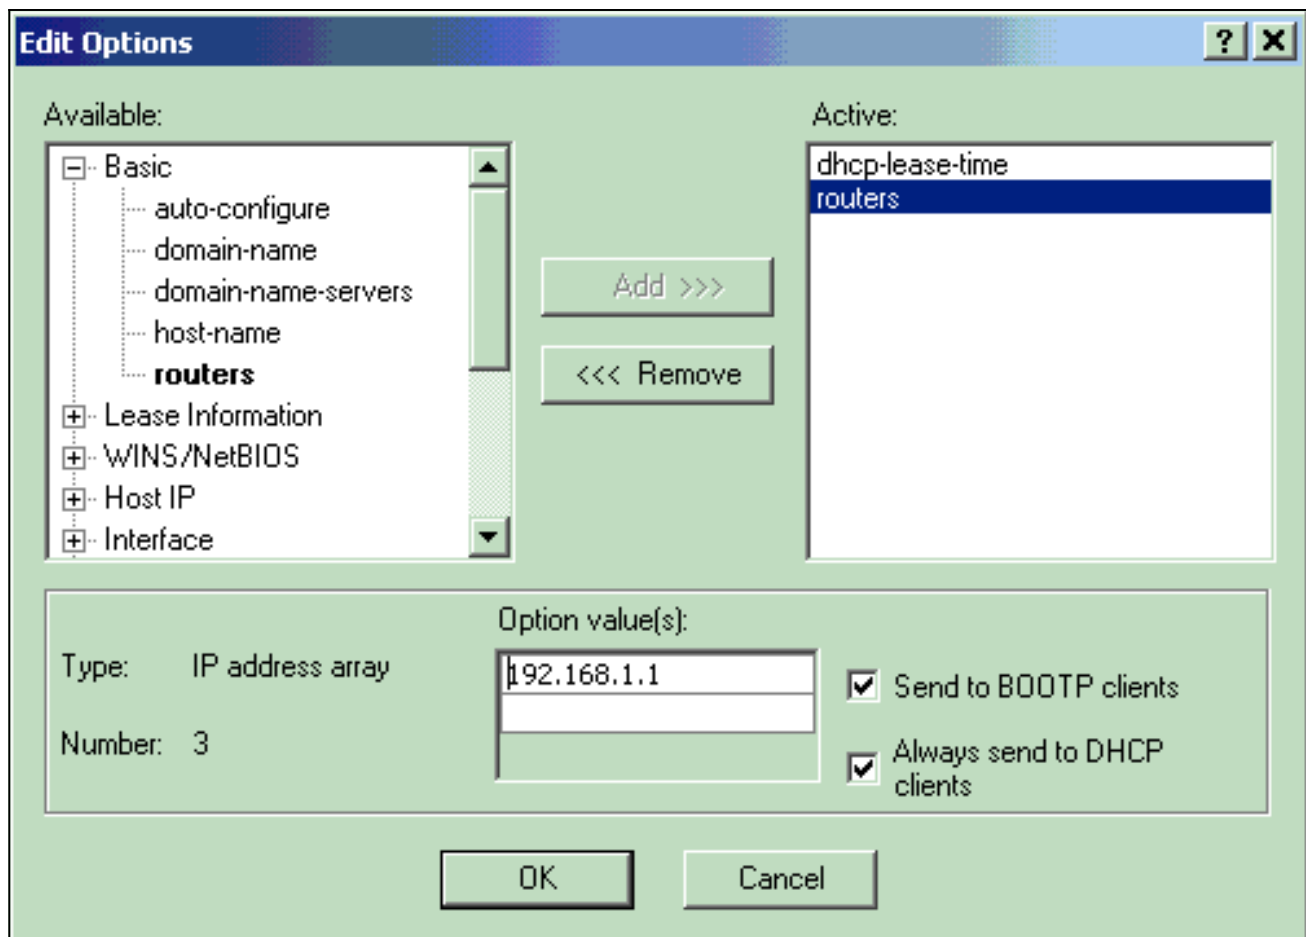 Edit Options
Available:
Basic
auto-configure
domain-name
domain-name-servers
host-name
routers
Lease Information
WINS/NetBIOS
Host IP
Interface
Add >>>
<<< Remove
Active:
dhcp-lease-time
routers
Type: IP address array
Number: 3
Option value(s):
192.168.1.1
Send to BOOTP clients
Always send to DHCP
clients
OK
Cancel